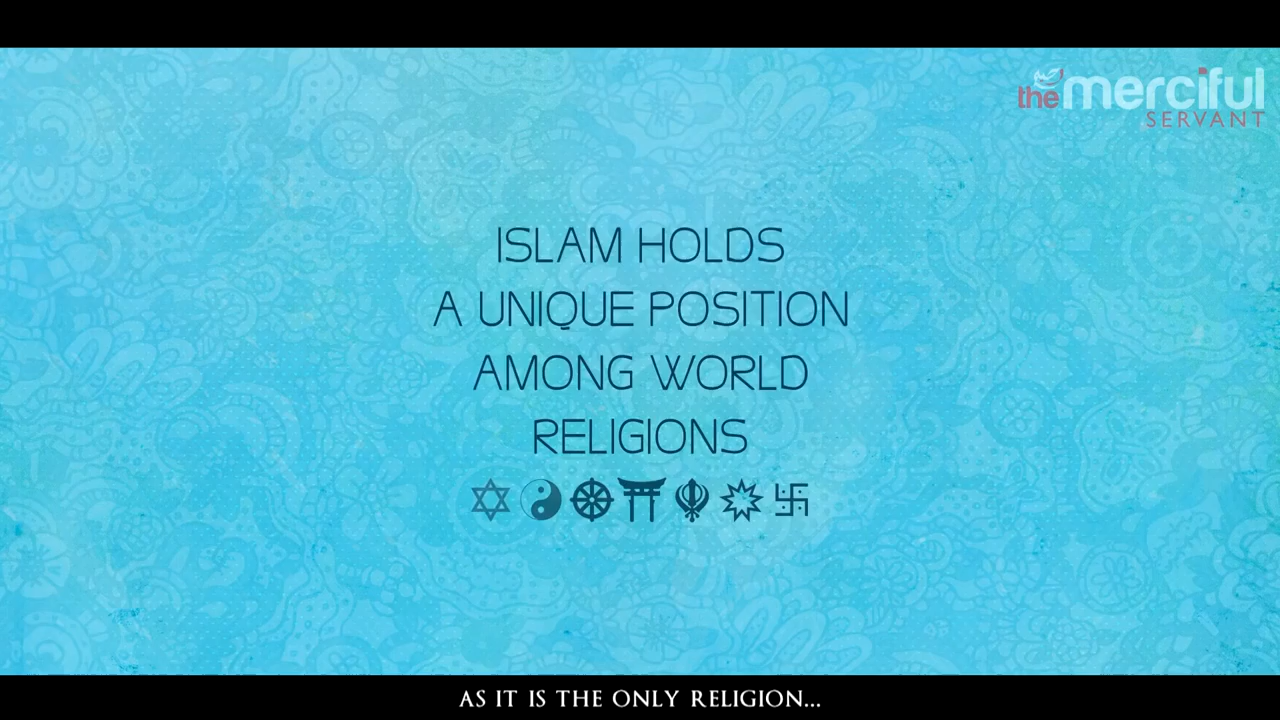 the merciful
SERVANT
ISLAM HOLDS
A UNIQUE POSITION
AMONG WORLD
RELIGIONS
AS IT IS THE ONLY RELIGION...